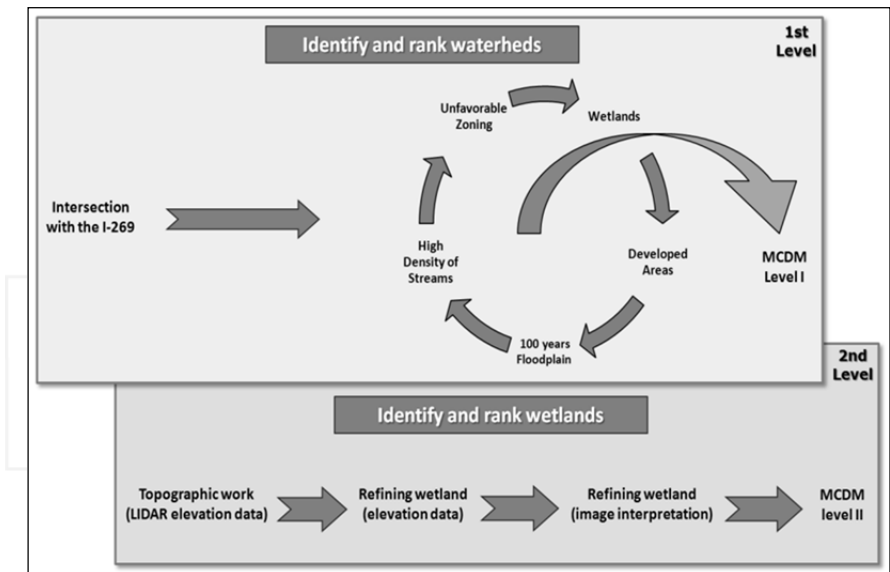 Identify and rank waterheds
1st
Level
Unfavorable
Zoning
Wetlands
Intersection
with the I-269
High
Density of
Streams
Developed
Areas
MCDM
Level I
100 years
Floodplain
2nd
Level
Identify and rank wetlands
Topographic work
(LIDAR elevation data)
Refining wetland
(elevation data)
Refining wetland
(image interpretation)
MCDM
level II